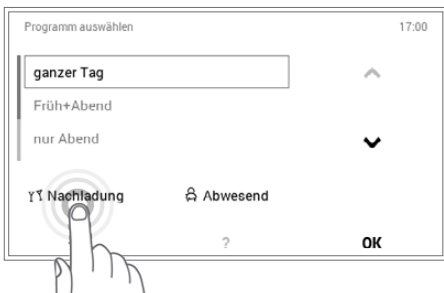 Programm auswählen 17:00
ganzer Tag
Früh+Abend
nur Abend
Nachladung Abwesend
? OK